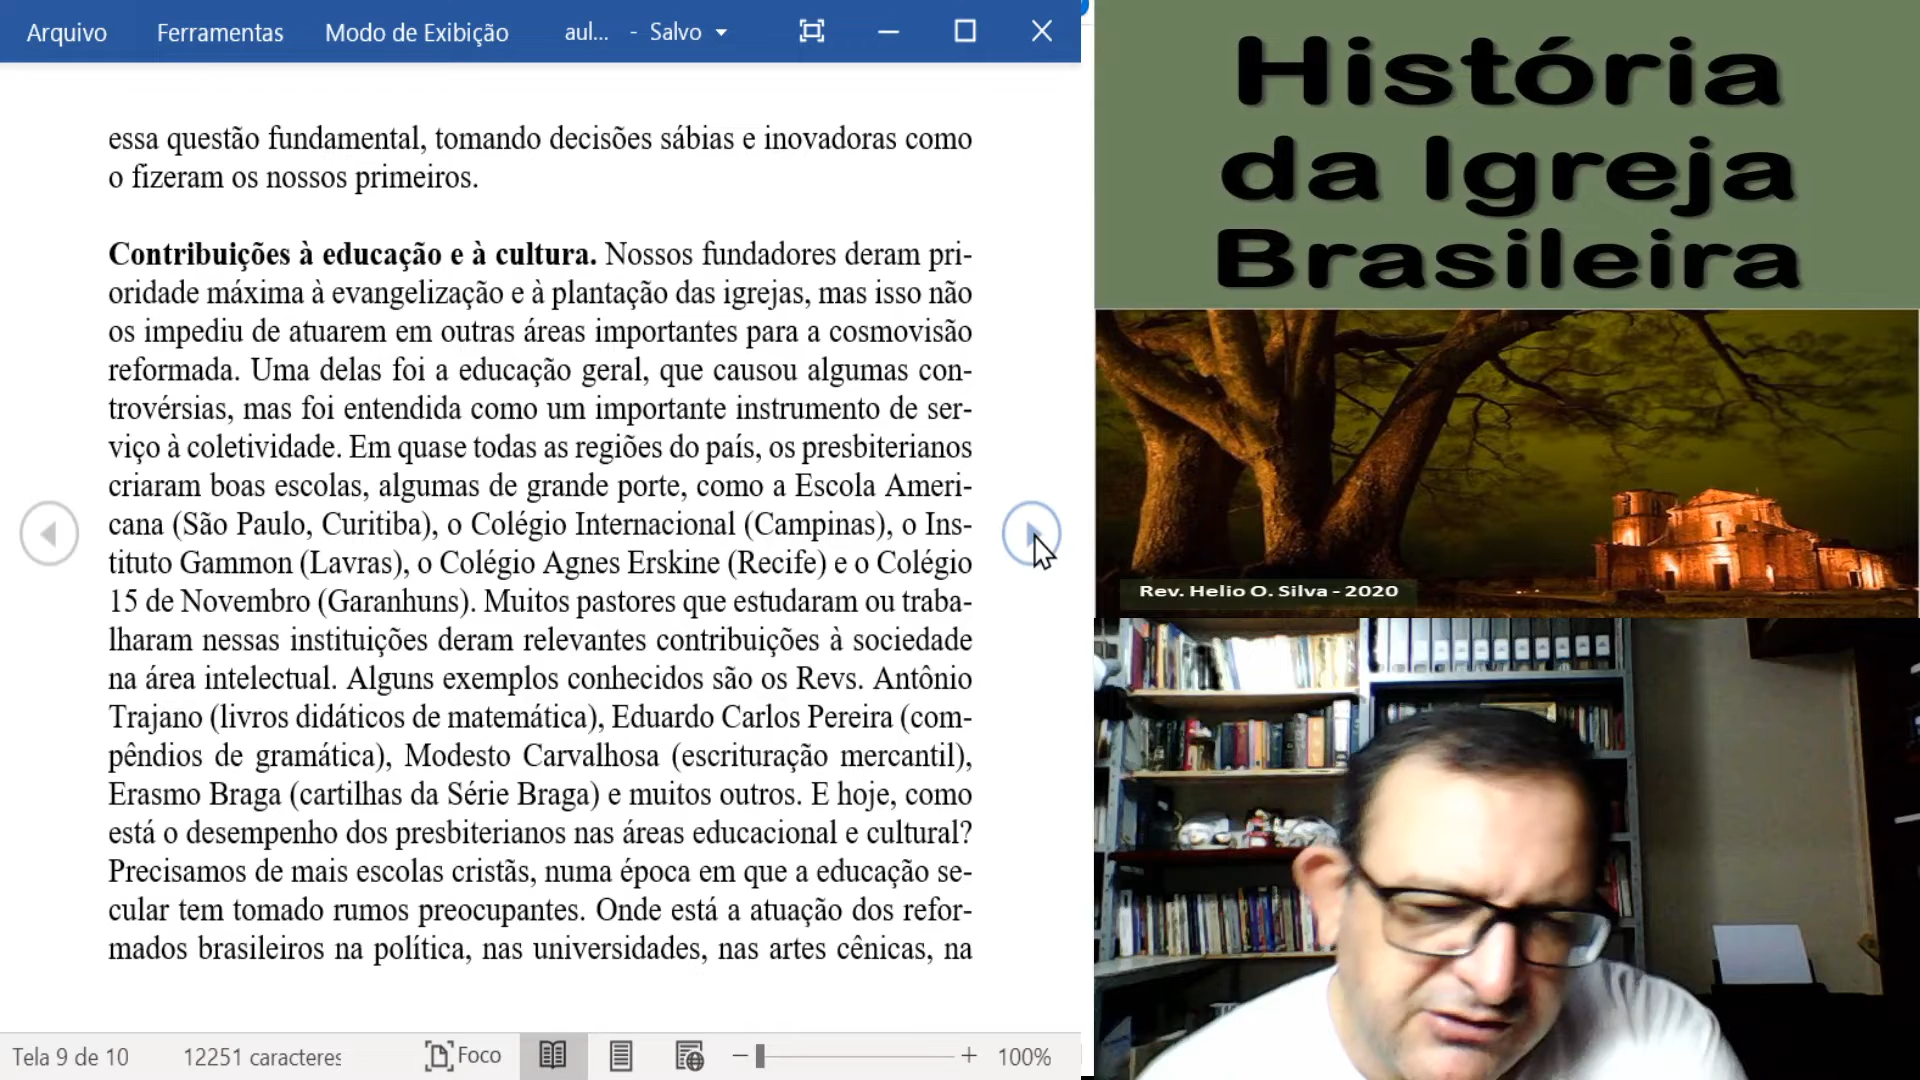 Arquivo Ferramentas Modo de Exibição aul... - Salvo
essa questão fundamental, tomando decisões sábias e inovadoras como
o fizeram os nossos primeiros.
Contribuições à educação e à cultura. Nossos fundadores deram pri-
oridade máxima à evangelização e à plantação das igrejas, mas isso não
os impediu de atuarem em outras áreas importantes para a cosmovisão
reformada. Uma delas foi a educação geral, que causou algumas con-
trovérsias, mas foi entendida como um importante instrumento de ser-
viço à coletividade. Em quase todas as regiões do país, os presbiterianos
criaram boas escolas, algumas de grande porte, como a Escola Ameri-
cana (São Paulo, Curitiba), o Colégio Internacional (Campinas), o Ins-
tituto Gammon (Lavras), o Colégio Agnes Erskine (Recife) e o Colégio
15 de Novembro (Garanhuns). Muitos pastores que estudaram ou traba-
lharam nessas instituições deram relevantes contribuições à sociedade
na área intelectual. Alguns exemplos conhecidos são os Revs. Antônio
Trajano (livros didáticos de matemática), Eduardo Carlos Pereira (com-
pêndios de gramática), Modesto Carvalhosa (escrituração mercantil),
Erasmo Braga (cartilhas da Série Braga) e muitos outros. E hoje, como
está o desempenho dos presbiterianos nas áreas educacional e cultural?
Precisamos de mais escolas cristãs, numa época em que a educação se-
cular tem tomado rumos preocupantes. Onde está a atuação dos refor-
mados brasileiros na política, nas universidades, nas artes cênicas, na
Tela 9 de 10 12251 caracteres Foco 100%
História
da Igreja
Brasileira
Rev. Helio O. Silva - 2020